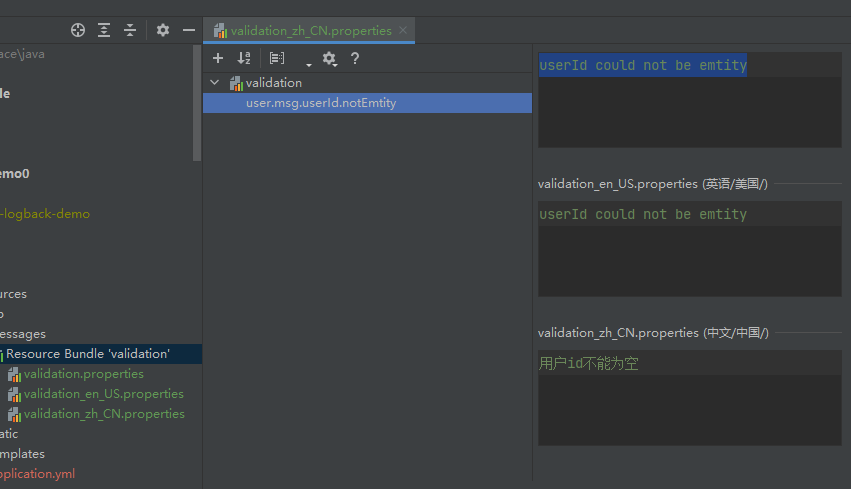 ace\java
le
emo0
-logback-demo
urces
o
essages
Resource Bundle 'validation'
validation.properties
validation_en_US.properties
validation_zh_CN.properties
atic
mplates
pplication.yml
validation_zh_CN.properties
validation
user.msg.userId.notEmtity
userId could not be emtity
validation_en_US.properties (英语/美国/)
userId could not be emtity
validation_zh_CN.properties (中文/中国/)
用户id不能为空